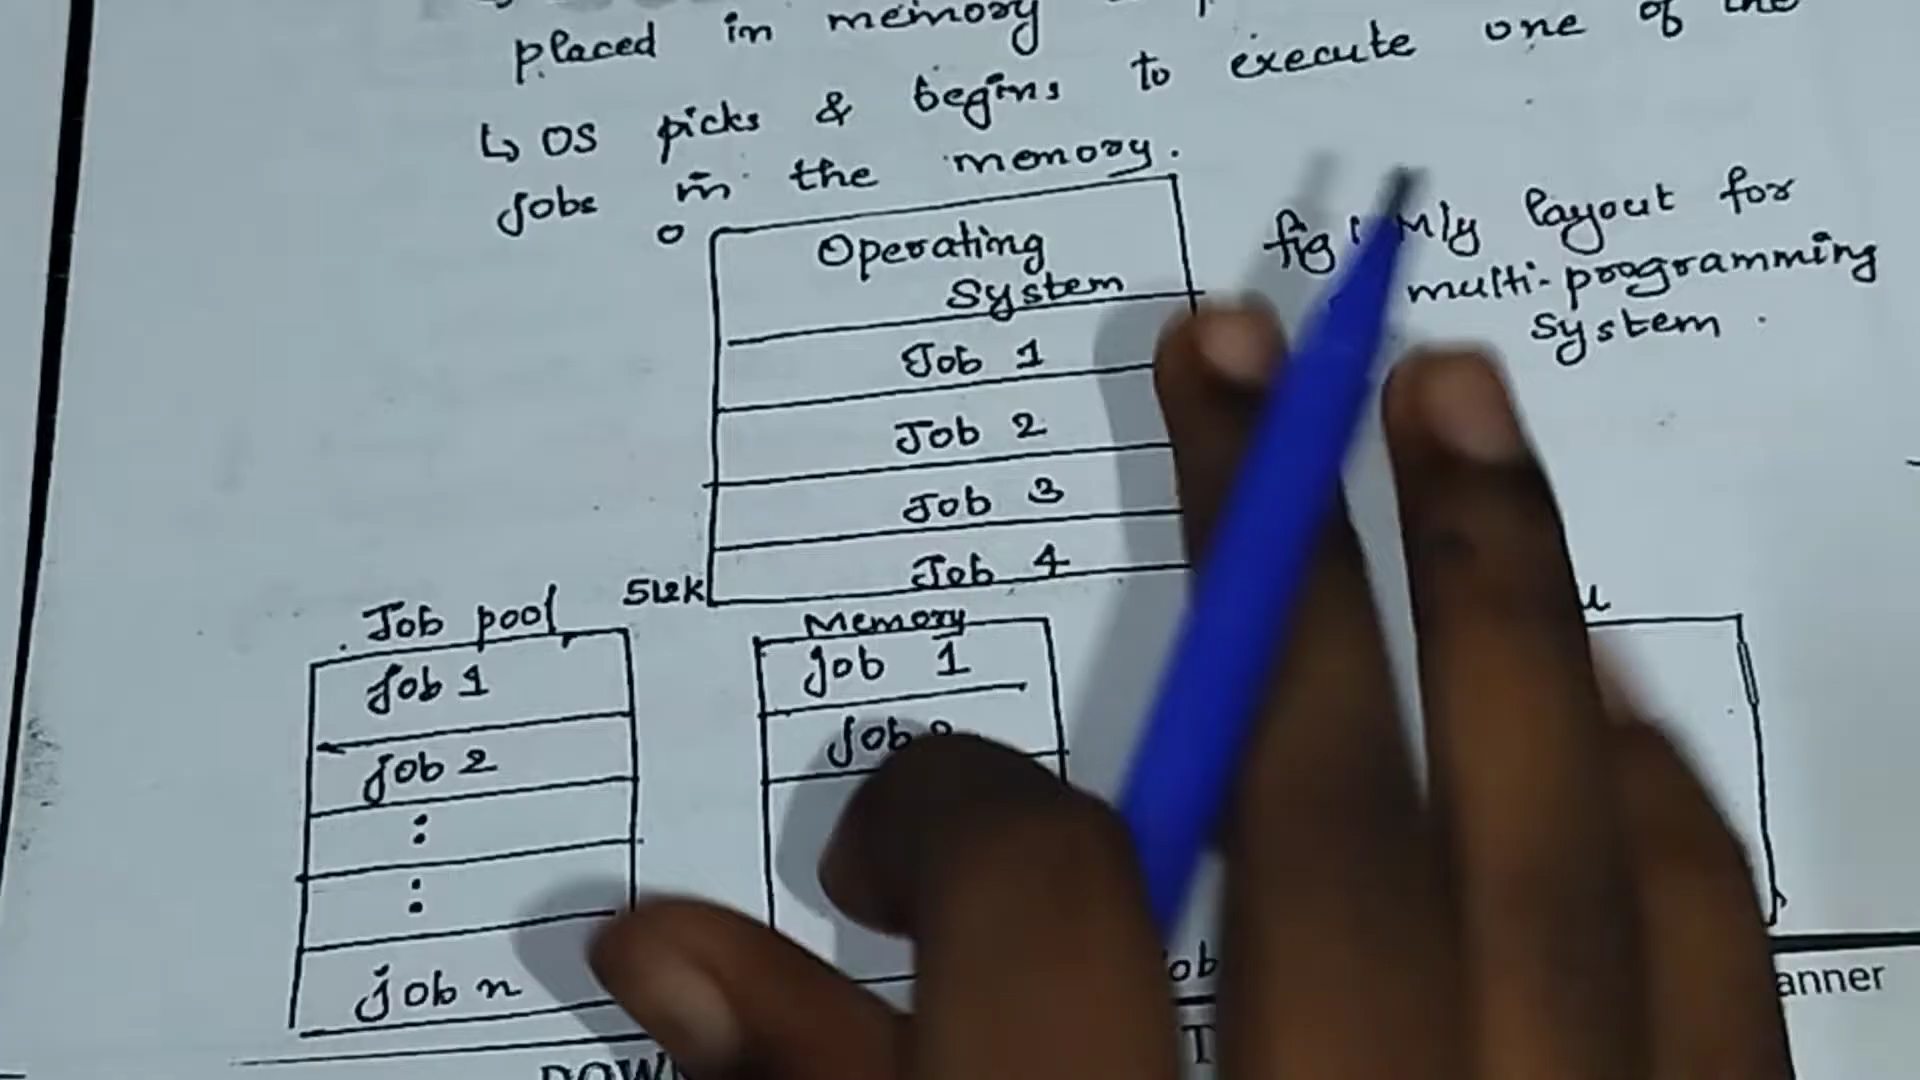 placed in memory
↳ OS picks & begins to execute one of the
jobs in the memory.
0
Operating
System
Job 1
Job 2
Job 3
Job 4
512K
fig: M/y layout for
multi-programming
system.
Job pool
job 1
job 2
:
:
job n
Memory
job 1
job
anner